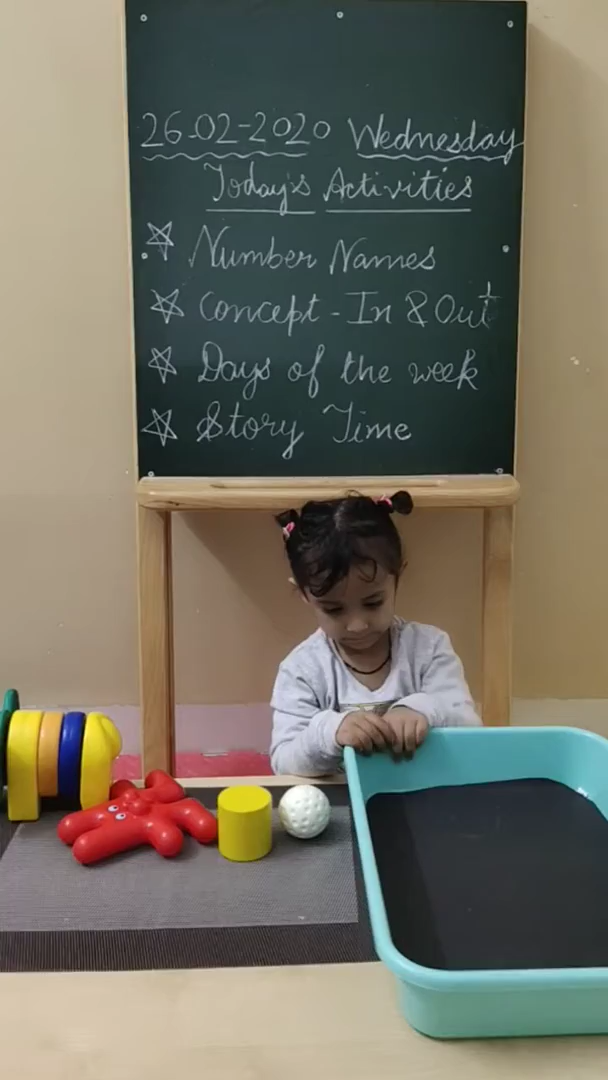 26-02-2020 Wednesday
Today's Activities
Number Names
Concept - In & Out
Days of the week
Story Time